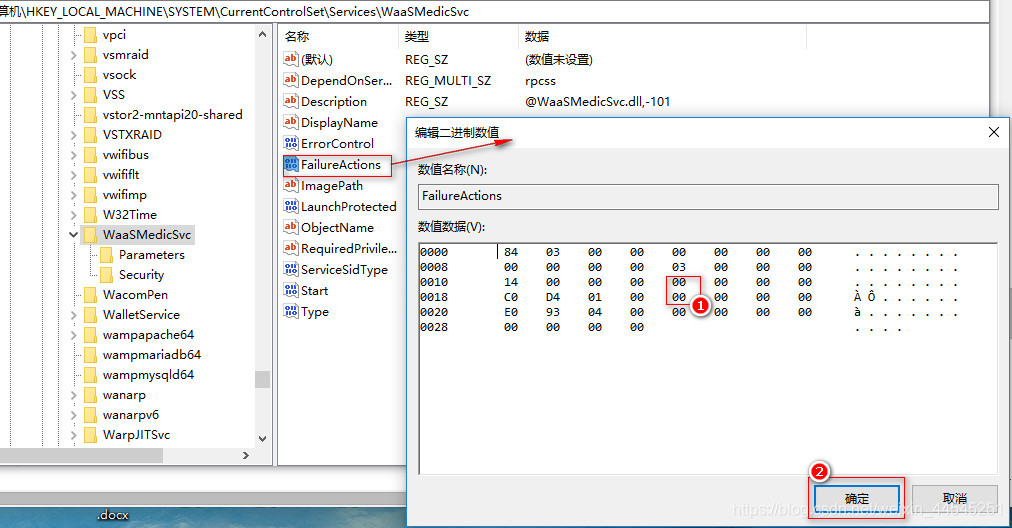 算机\HKEY_LOCAL_MACHINE\SYSTEM\CurrentControlSet\Services\WaaSMedicSvc
vpci
vsmraid
vsock
VSS
vstor2-mntapi20-shared
VSTXRAID
vwifibus
vwififlt
vwifimp
W32Time
WaaSMedicSvc
Parameters
Security
WacomPen
WalletService
wampapache64
wampmariadb64
wampmysqld64
wanarp
wanarpv6
WarpJITSvc
名称 类型 数据
(默认) REG_SZ (数值未设置)
DependOnSer... REG_MULTI_SZ rpcss
Description REG_SZ @WaaSMedicSvc.dll,-101
DisplayName
ErrorControl
FailureActions
ImagePath
LaunchProtected
ObjectName
RequiredPrivile...
ServiceSidType
Start
Type
编辑二进制数值
数值名称(N):
FailureActions
数值数据(V):
0000 84 03 00 00 00 00 00 00 . . . . . . . .
0008 00 00 00 00 03 00 00 00 . . . . . . . .
0010 14 00 00 00 00 00 00 00 . . . . . . . .
0018 C0 D4 01 00 00 00 00 00 À Ô . . . . . .
0020 E0 93 04 00 00 00 00 00 à . . . . . . .
0028 00 00 00 00 . . . .
1
2
确定 取消
.docx